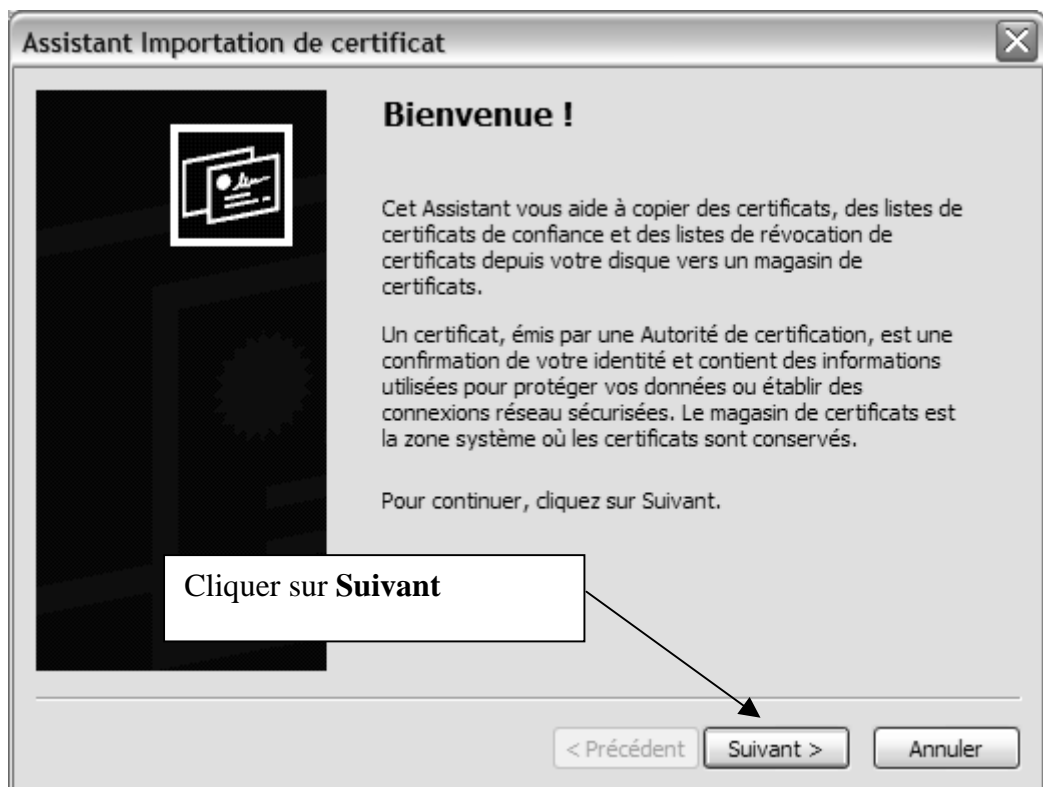 Assistant Importation de certificat
Bienvenue !
Cet Assistant vous aide à copier des certificats, des listes de
certificats de confiance et des listes de révocation de
certificats depuis votre disque vers un magasin de
certificats.
Un certificat, émis par une Autorité de certification, est une
confirmation de votre identité et contient des informations
utilisées pour protéger vos données ou établir des
connexions réseau sécurisées. Le magasin de certificats est
la zone système où les certificats sont conservés.
Pour continuer, cliquez sur Suivant.
Cliquer sur Suivant
< Précédent Suivant > Annuler